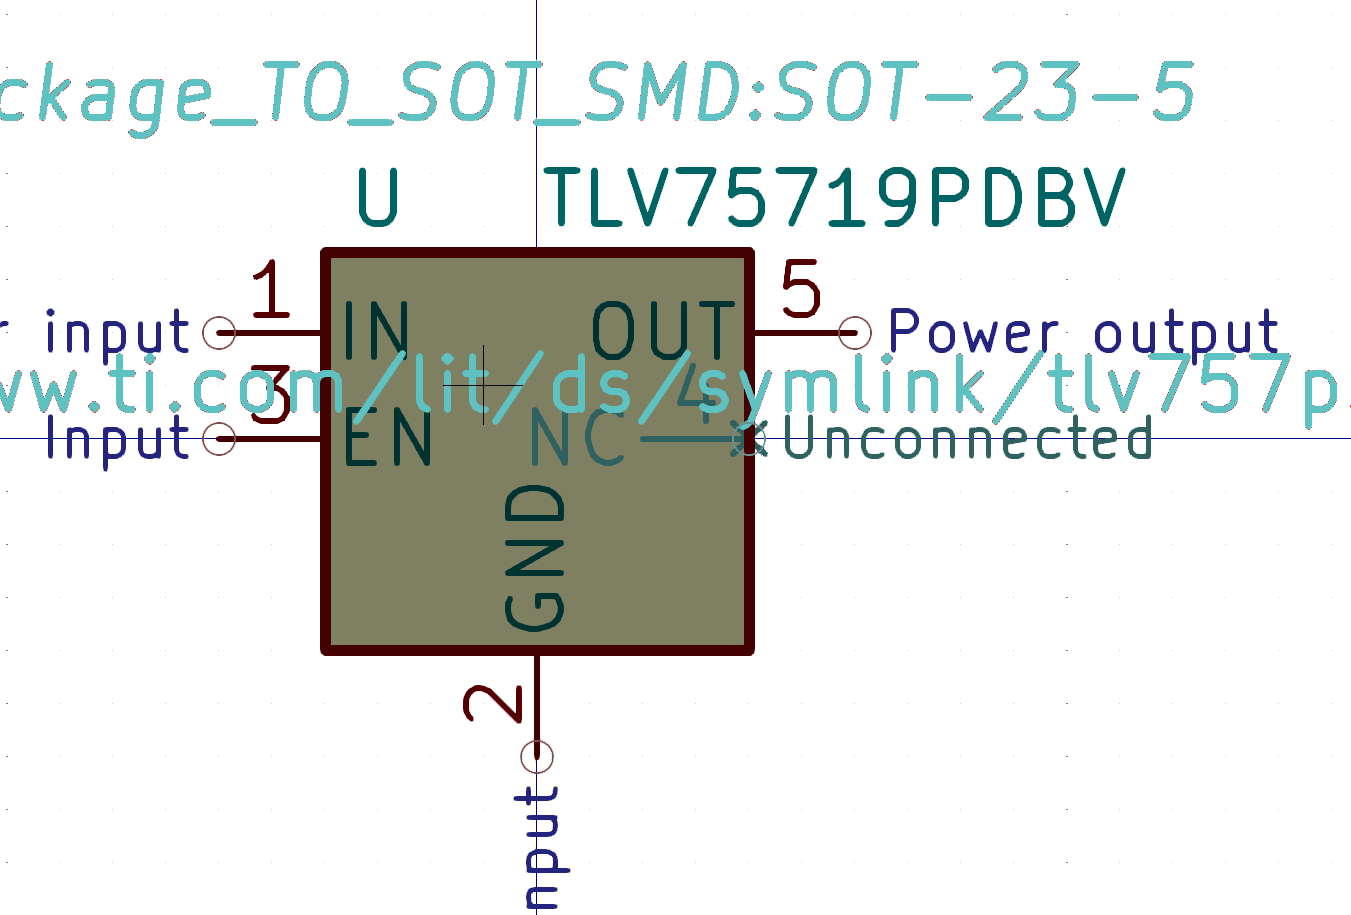 ckage_TO_SOT_SMD:SOT-23-5
U TLV75719PDBV
1 5
input IN OUT Power output
ww.ti.com/lit/ds/symlink/tlv757p
3 4
Input EN NC Unconnected
GND
2
nput